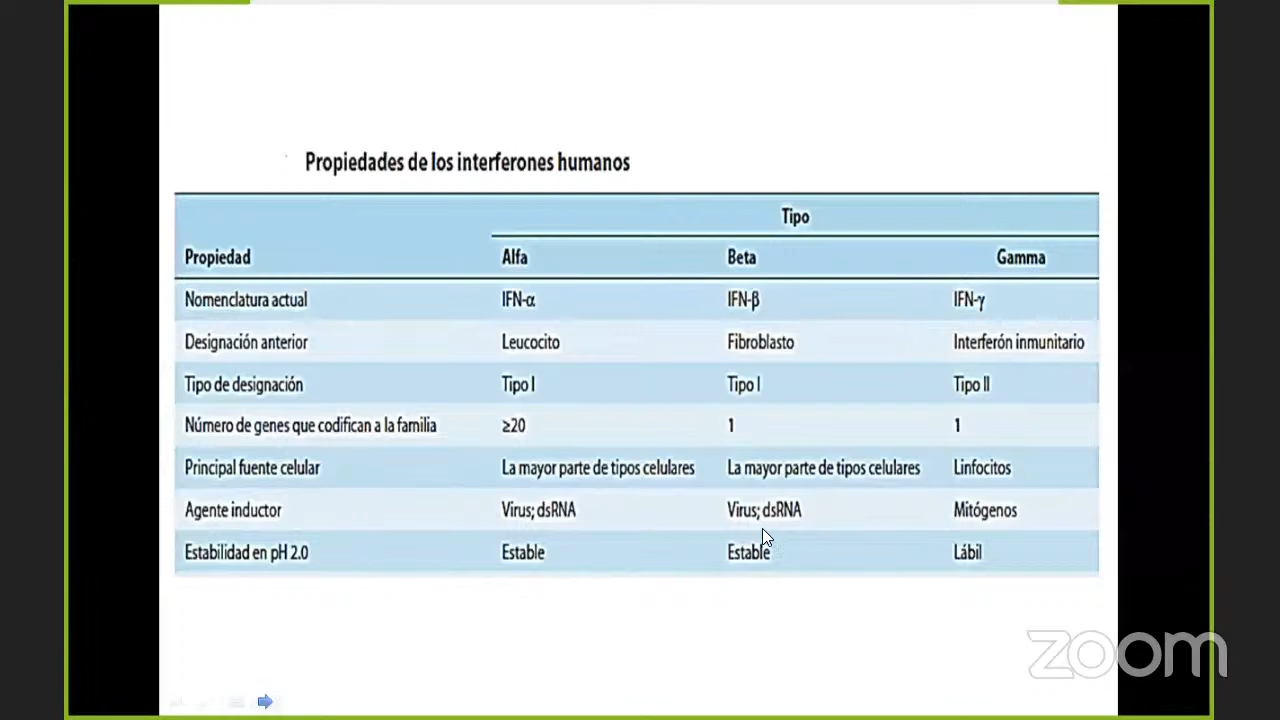 Propiedades de los interferones humanos
Tipo
Propiedad Alfa Beta Gamma
Nomenclatura actual IFN-α IFN-β IFN-γ
Designación anterior Leucocito Fibroblasto Interferón inmunitario
Tipo de designación Tipo I Tipo I Tipo II
Número de genes que codifican a la familia ≥20 1 1
Principal fuente celular La mayor parte de tipos celulares La mayor parte de tipos celulares Linfocitos
Agente inductor Virus; dsRNA Virus; dsRNA Mitógenos
Estabilidad en pH 2.0 Estable Estable Lábil
zoom